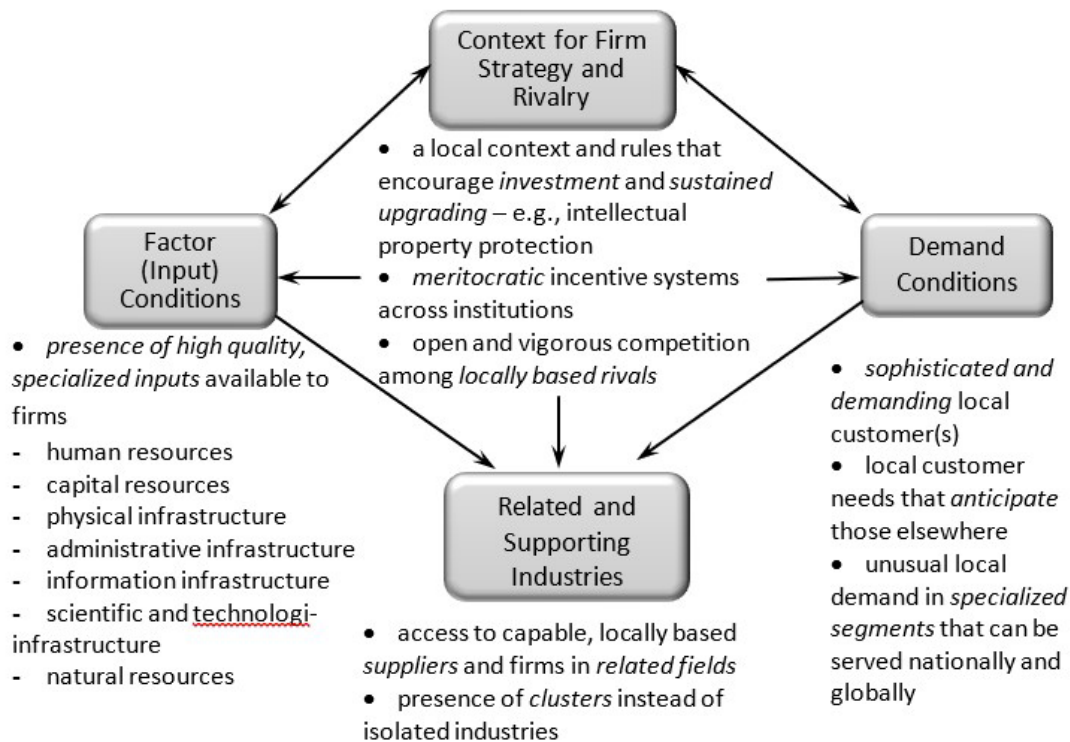 Context for Firm
Strategy and
Rivalry
• a local context and rules that
encourage investment and sustained
upgrading – e.g., intellectual
property protection
• meritocratic incentive systems
across institutions
• open and vigorous competition
among locally based rivals
Factor
(Input)
Conditions
• presence of high quality,
specialized inputs available to
firms
- human resources
- capital resources
- physical infrastructure
- administrative infrastructure
- information infrastructure
- scientific and technologi-
infrastructure
- natural resources
Demand
Conditions
• sophisticated and
demanding local
customer(s)
• local customer
needs that anticipate
those elsewhere
• unusual local
demand in specialized
segments that can be
served nationally and
globally
Related and
Supporting
Industries
• access to capable, locally based
suppliers and firms in related fields
• presence of clusters instead of
isolated industries